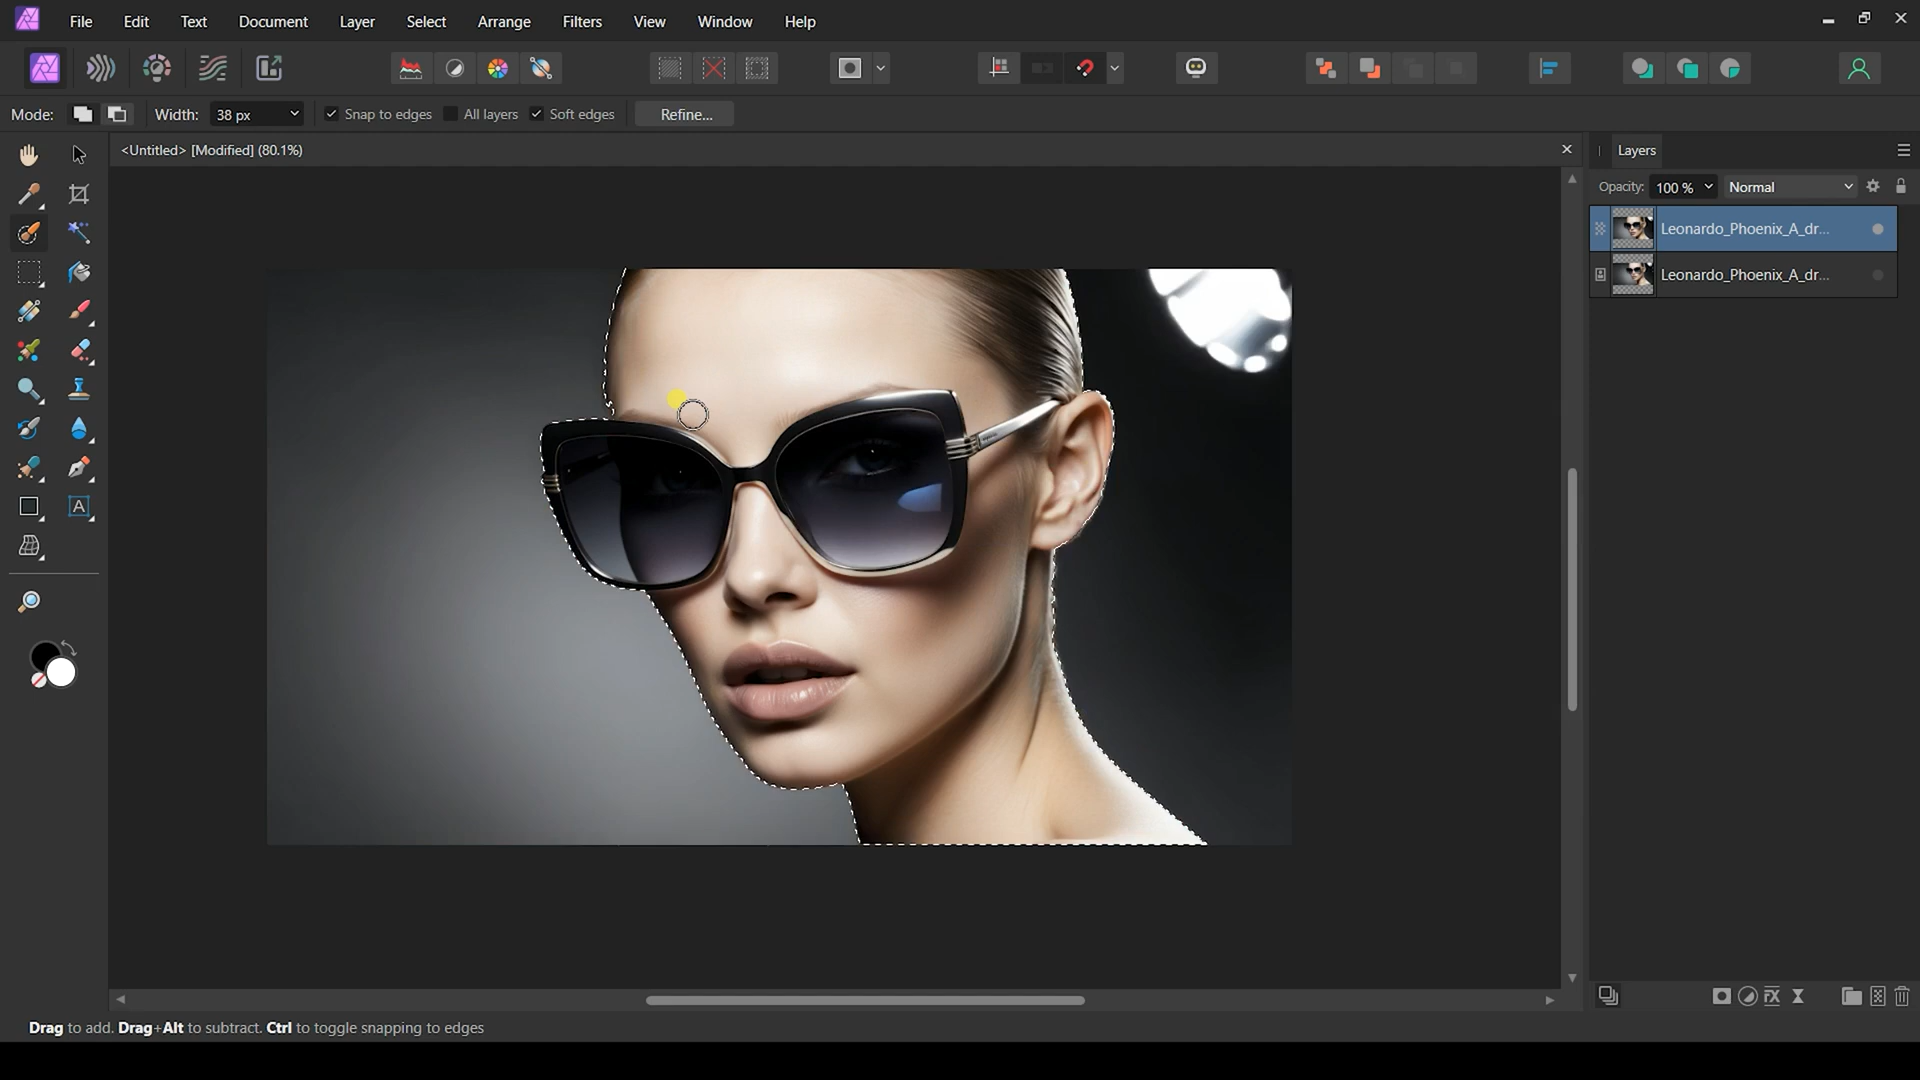 File Edit Text Document Layer Select Arrange Filters View Window Help
Mode: Width: 38 px Snap to edges All layers Soft edges Refine...
<Untitled> [Modified] (80.1%)
Layers
Opacity: 100 % Normal
Leonardo_Phoenix_A_dr...
Leonardo_Phoenix_A_dr...
A
Drag to add. Drag+Alt to subtract. Ctrl to toggle snapping to edges